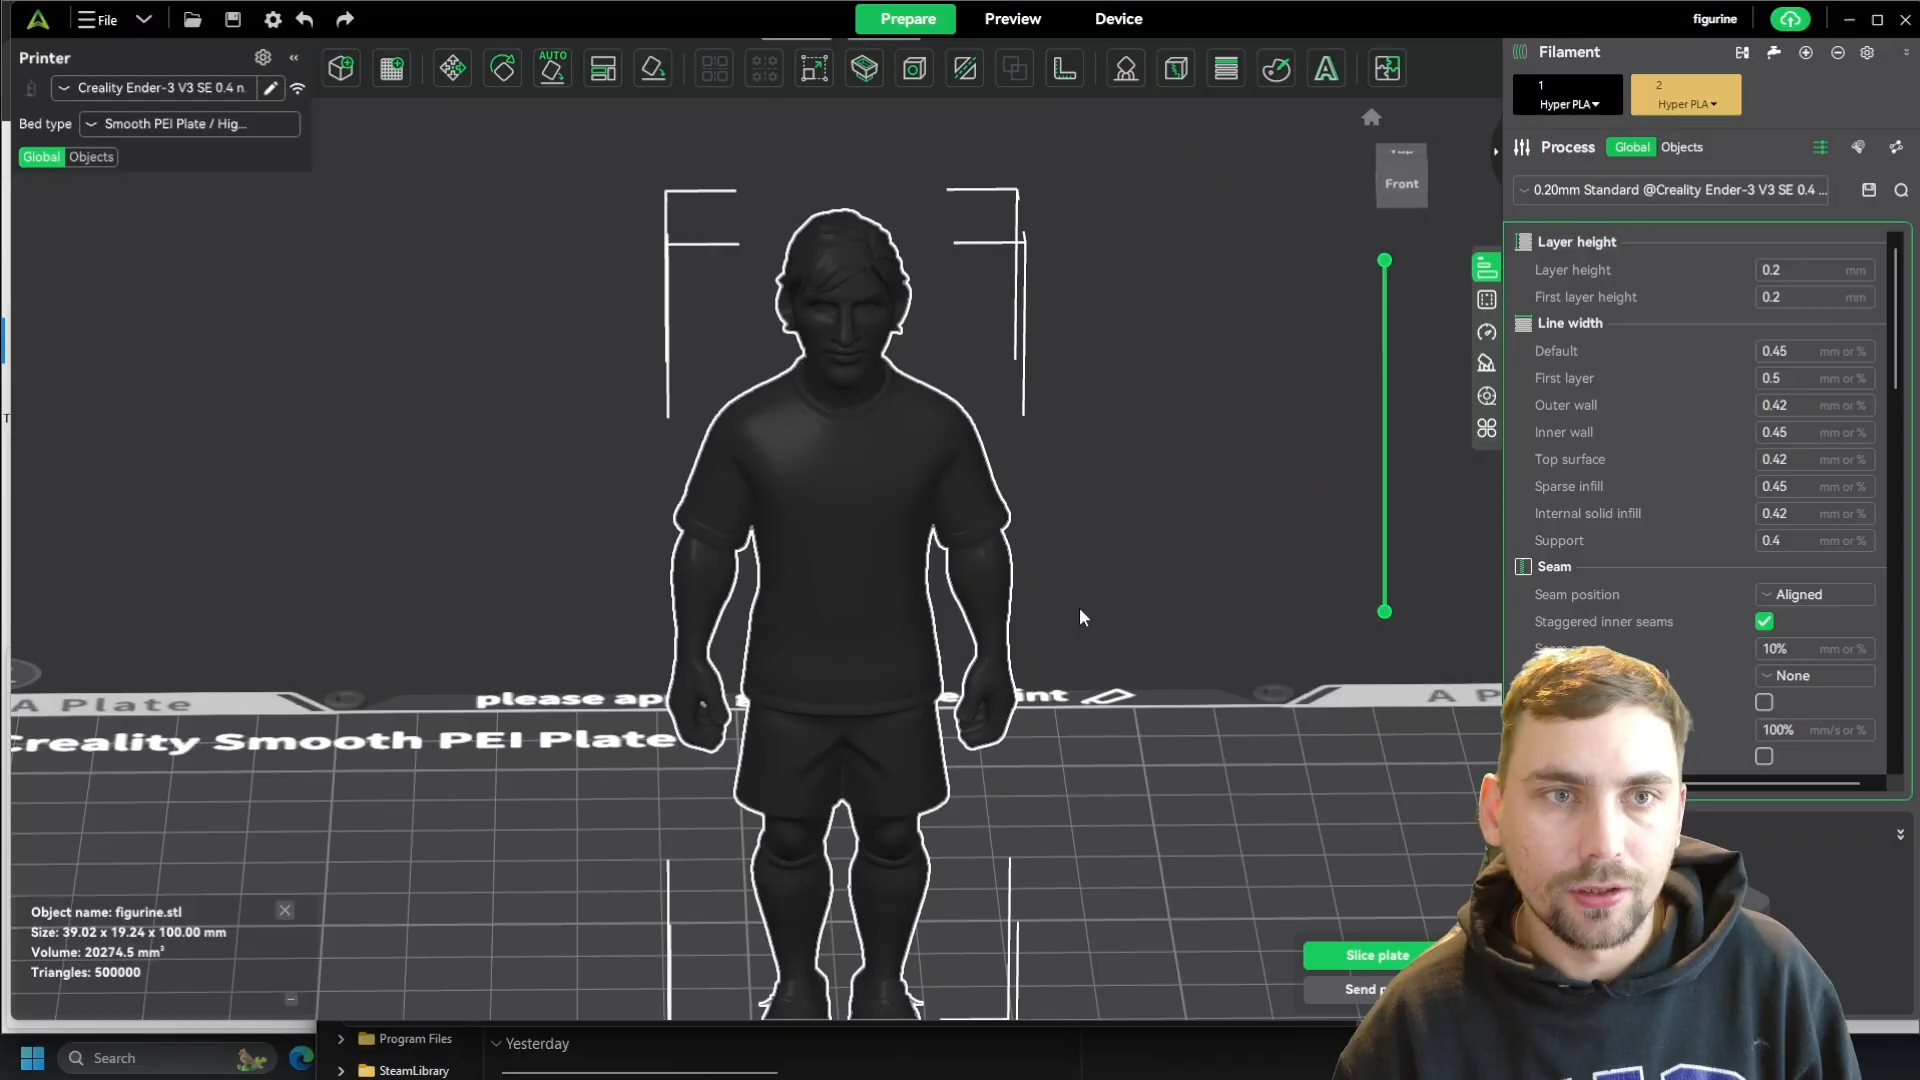 File
Prepare
Preview
Device
figurine
Printer
Creality Ender-3 V3 SE 0.4 n.
Bed type
Smooth PEI Plate / Hig...
Global
Objects
AUTO
Front
Filament
1
Hyper PLA
2
Hyper PLA
Process
Global
Objects
0.20mm Standard @Creality Ender-3 V3 SE 0.4 ...
Layer height
Layer height 0.2 mm
First layer height 0.2 mm
Line width
Default 0.45 mm or %
First layer 0.5 mm or %
Outer wall 0.42 mm or %
Inner wall 0.45 mm or %
Top surface 0.42 mm or %
Sparse infill 0.45 mm or %
Internal solid infill 0.42 mm or %
Support 0.4 mm or %
Seam
Seam position Aligned
Staggered inner seams
10% mm or %
None
100% mm/s or %
A Plate
please ap
int
A P
Creality Smooth PEI Plate
Object name: figurine.stl
Size: 39.02 x 19.24 x 100.00 mm
Volume: 20274.5 mm³
Triangles: 500000
Slice plate
Send
Search
Program Files
SteamLibrary
Yesterday